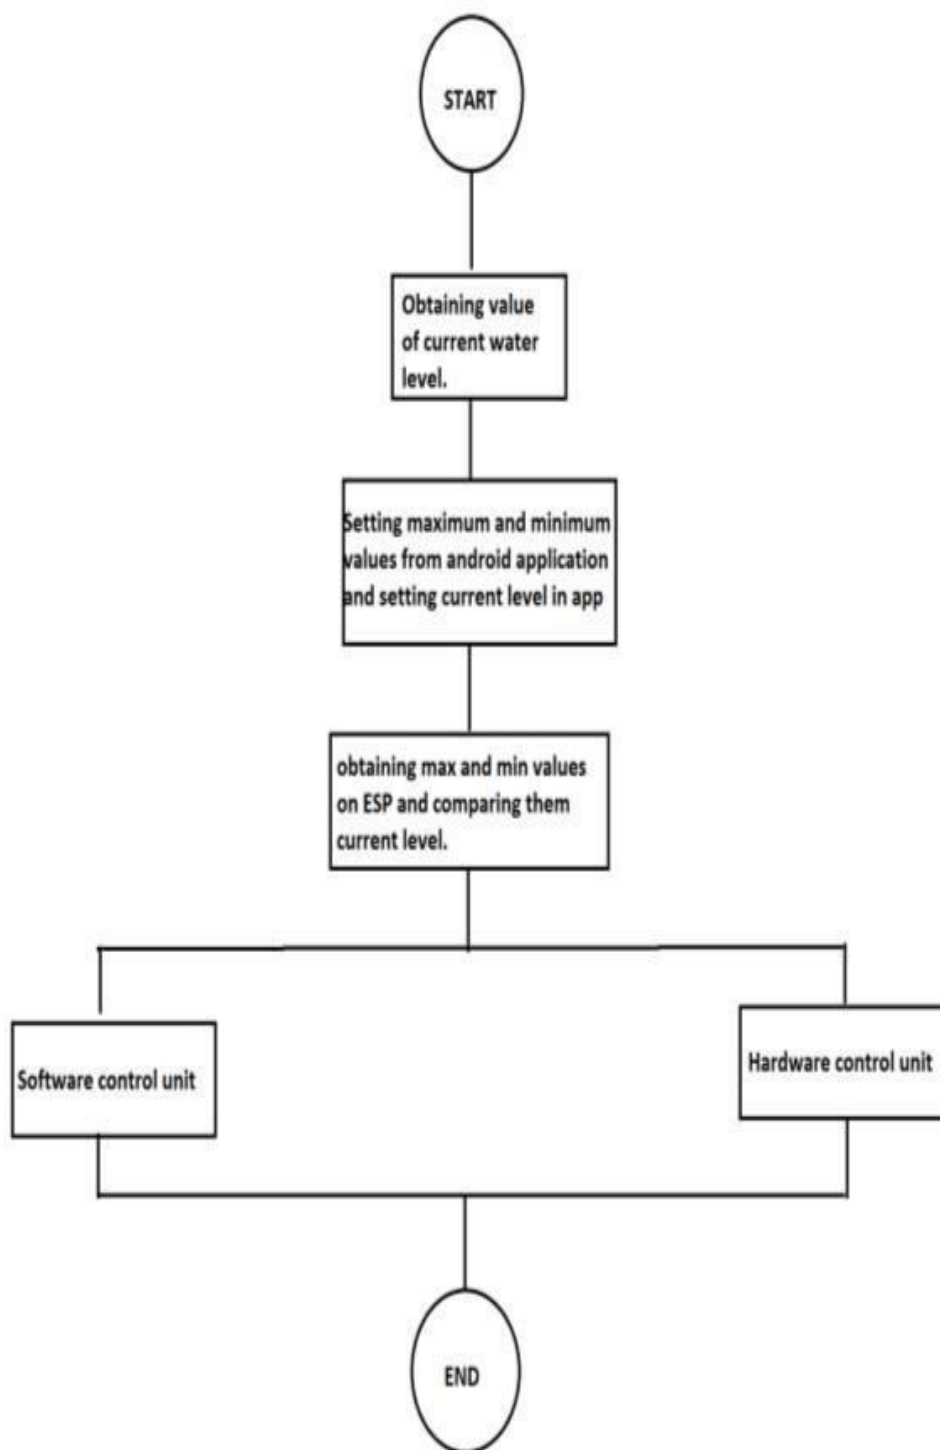 START
Obtaining value
of current water
level.
Setting maximum and minimum
values from android application
and setting current level in app
obtaining max and min values
on ESP and comparing them
current level.
Software control unit
Hardware control unit
END